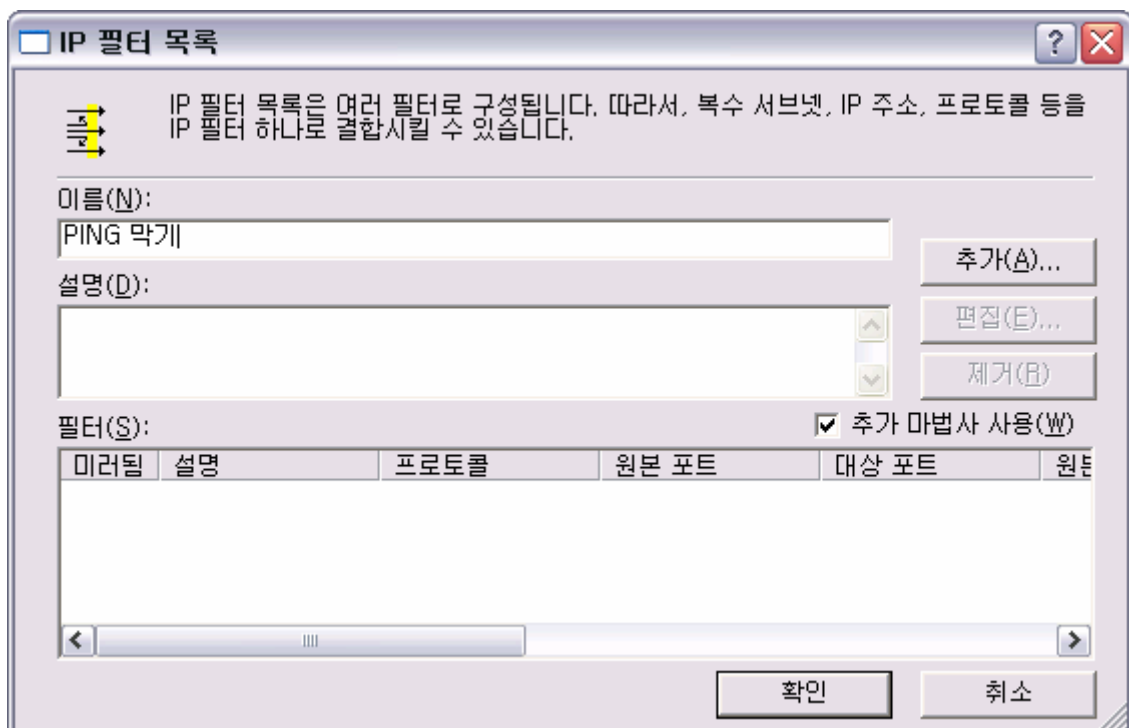 IP 필터 목록
IP 필터 목록은 여러 필터로 구성됩니다. 따라서, 복수 서브넷, IP 주소, 프로토콜 등을
IP 필터 하나로 결합시킬 수 있습니다.
이름(N):
PING 막기
추가(A)...
설명(D):
편집(E)...
제거(R)
필터(S):
추가 마법사 사용(W)
미러됨 설명 프로토콜 원본 포트 대상 포트 원본
확인 취소